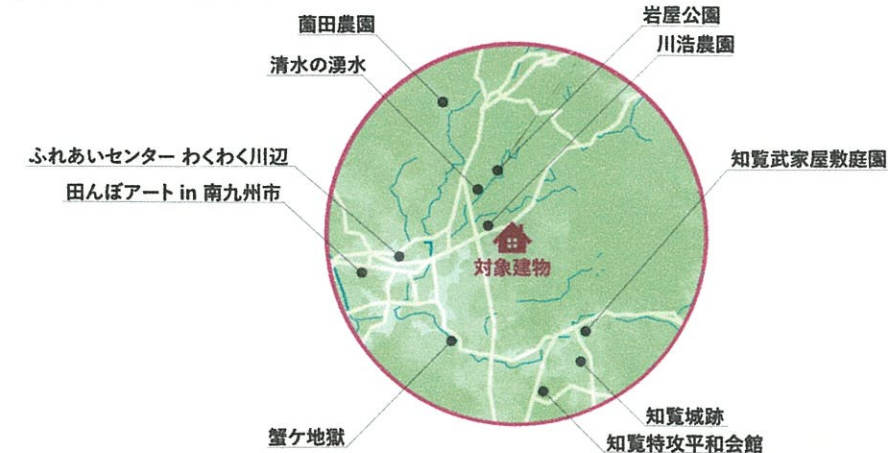 薗田農園
岩屋公園
清水の湧水
川浩農園
ふれあいセンター わくわく川辺
知覧武家屋敷庭園
田んぼアート in 南九州市
対象建物
知覧城跡
蟹ケ地獄
知覧特攻平和会館